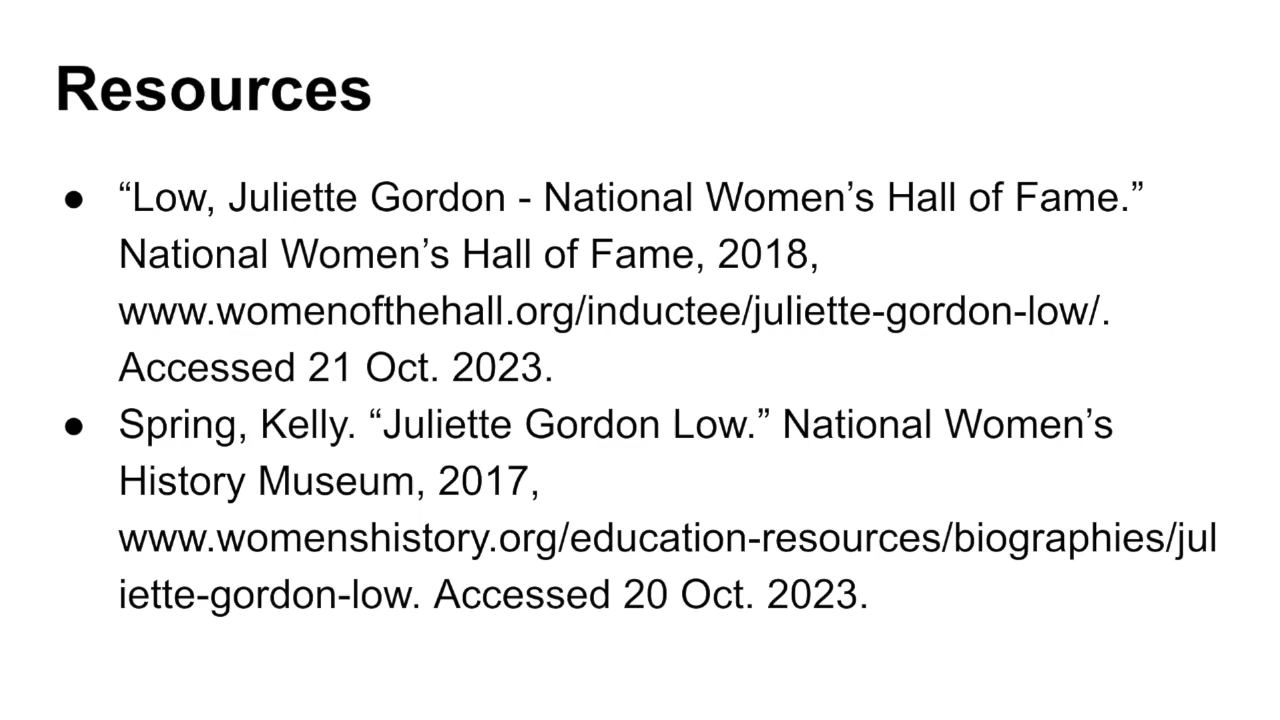 Resources
● “Low, Juliette Gordon - National Women’s Hall of Fame.”
National Women’s Hall of Fame, 2018,
www.womenofthehall.org/inductee/juliette-gordon-low/.
Accessed 21 Oct. 2023.
● Spring, Kelly. “Juliette Gordon Low.” National Women’s
History Museum, 2017,
www.womenshistory.org/education-resources/biographies/jul
iette-gordon-low. Accessed 20 Oct. 2023.